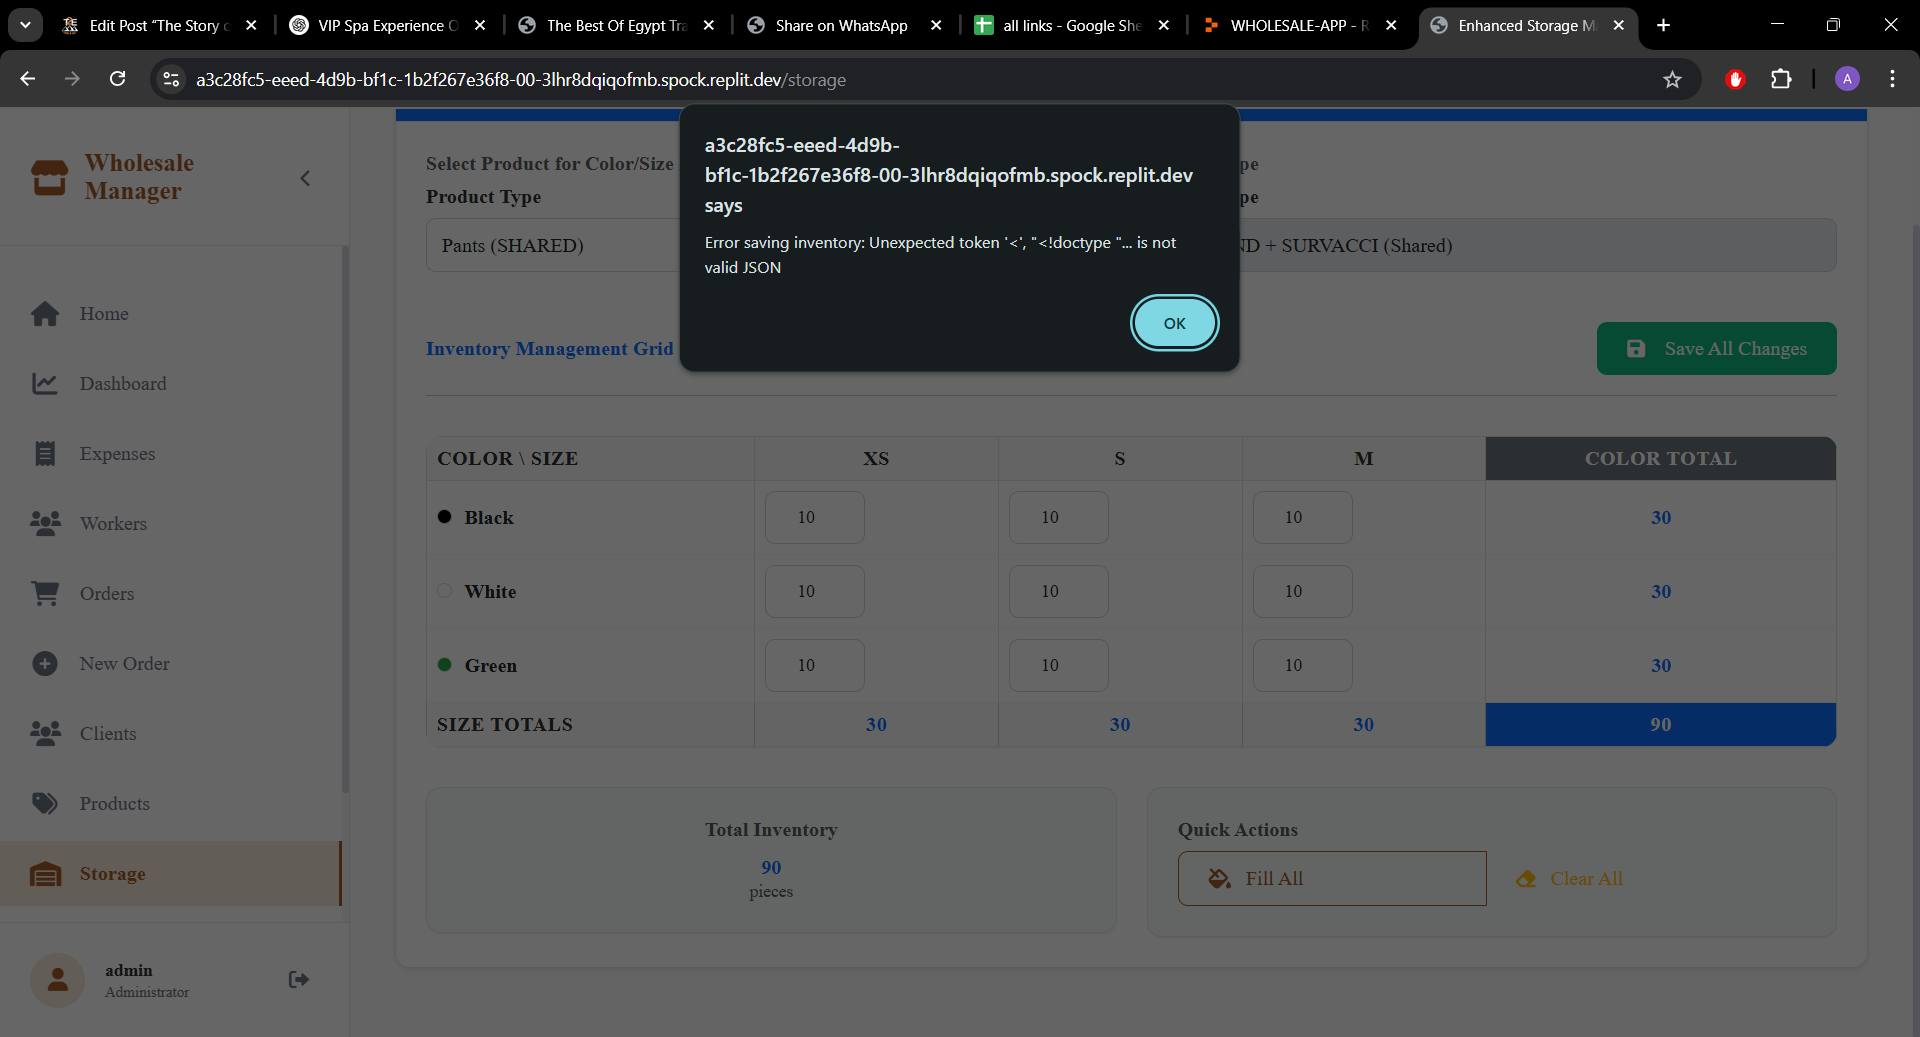 Edit Post “The Story o
VIP Spa Experience O
The Best Of Egypt Tra
Share on WhatsApp
all links - Google She
WHOLESALE-APP - R
Enhanced Storage M
a3c28fc5-eeed-4d9b-bf1c-1b2f267e36f8-00-3lhr8dqiqofmb.spock.replit.dev/storage
A
Wholesale
Manager
Home
Dashboard
Expenses
Workers
Orders
New Order
Clients
Products
Storage
admin
Administrator
a3c28fc5-eeed-4d9b-
bf1c-1b2f267e36f8-00-3lhr8dqiqofmb.spock.replit.dev
says
Error saving inventory: Unexpected token '<', "<!doctype "... is not
valid JSON
OK
Select Product for Color/Size
pe
Product Type
pe
Pants (SHARED)
ND + SURVACCI (Shared)
Inventory Management Grid
Save All Changes
COLOR \ SIZE XS S M COLOR TOTAL
Black 10 10 10 30
White 10 10 10 30
Green 10 10 10 30
SIZE TOTALS 30 30 30 90
Total Inventory
90
pieces
Quick Actions
Fill All
Clear All